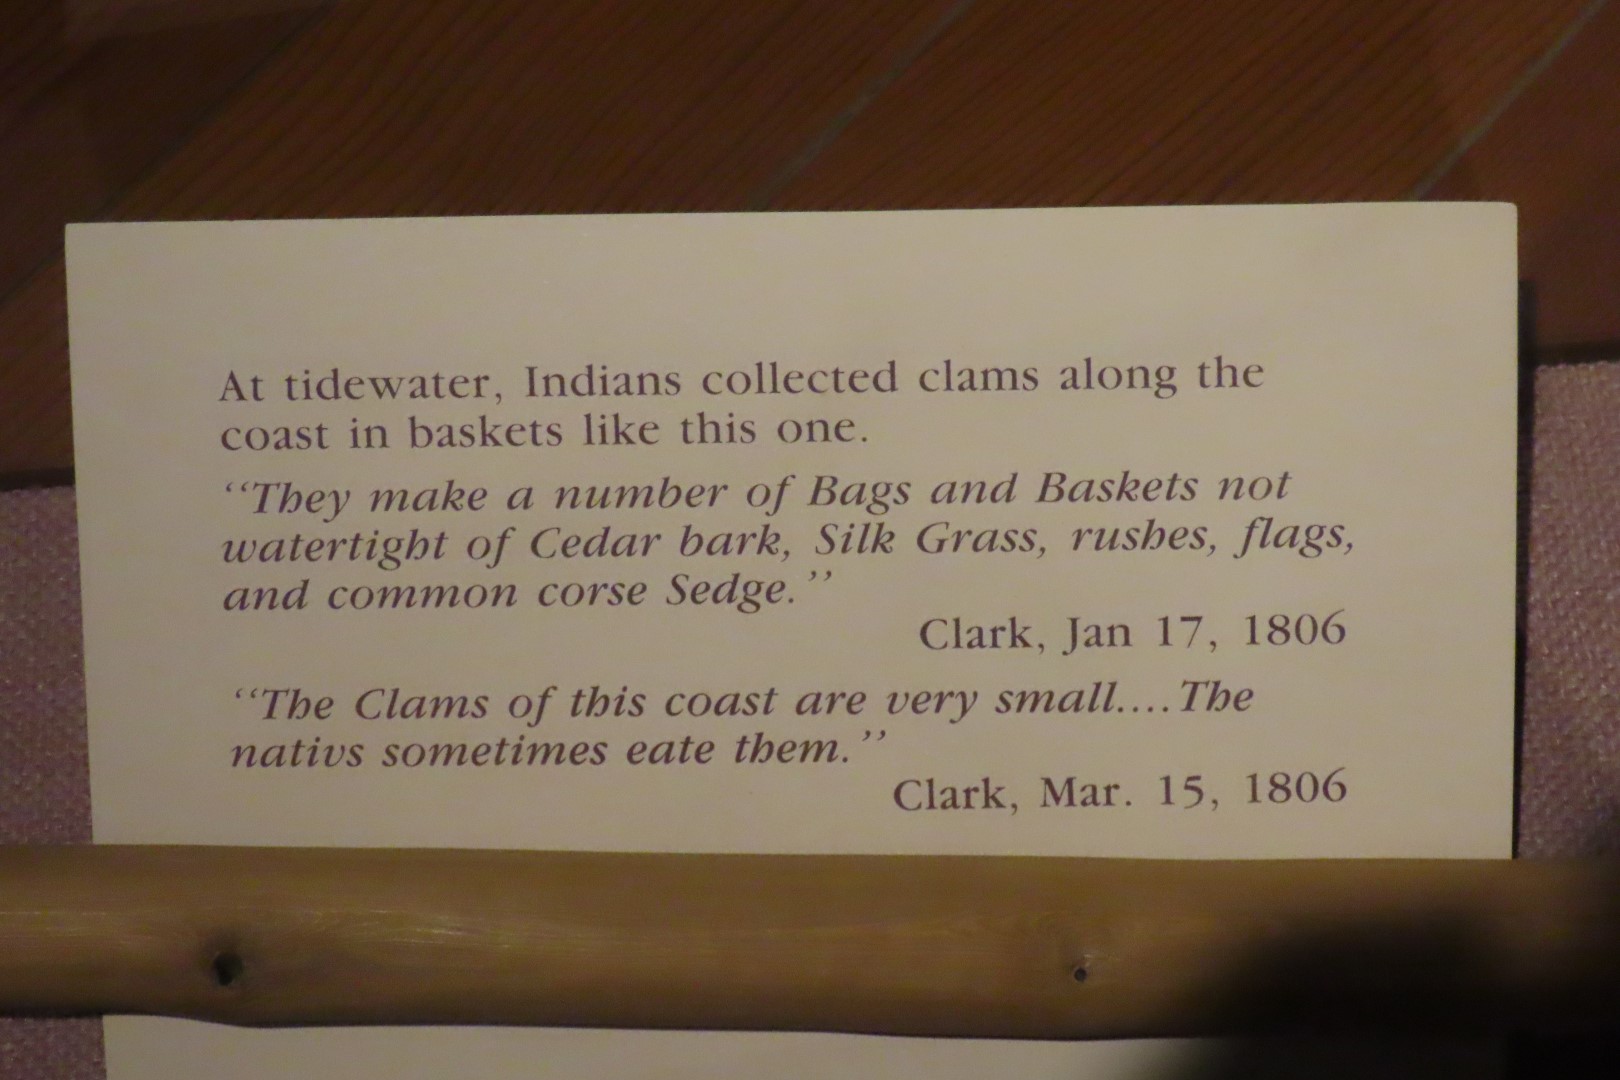 At tidewater, Indians collected clams along the
coast in baskets like this one.
‘‘They make a number of Bags and Baskets not
watertight of Cedar bark, Silk Grass, rushes, flags,
and common corse Sedge.’’
Clark, Jan 17, 1806
‘‘The Clams of this coast are very small....The
nativs sometimes eate them.’’
Clark, Mar. 15, 1806